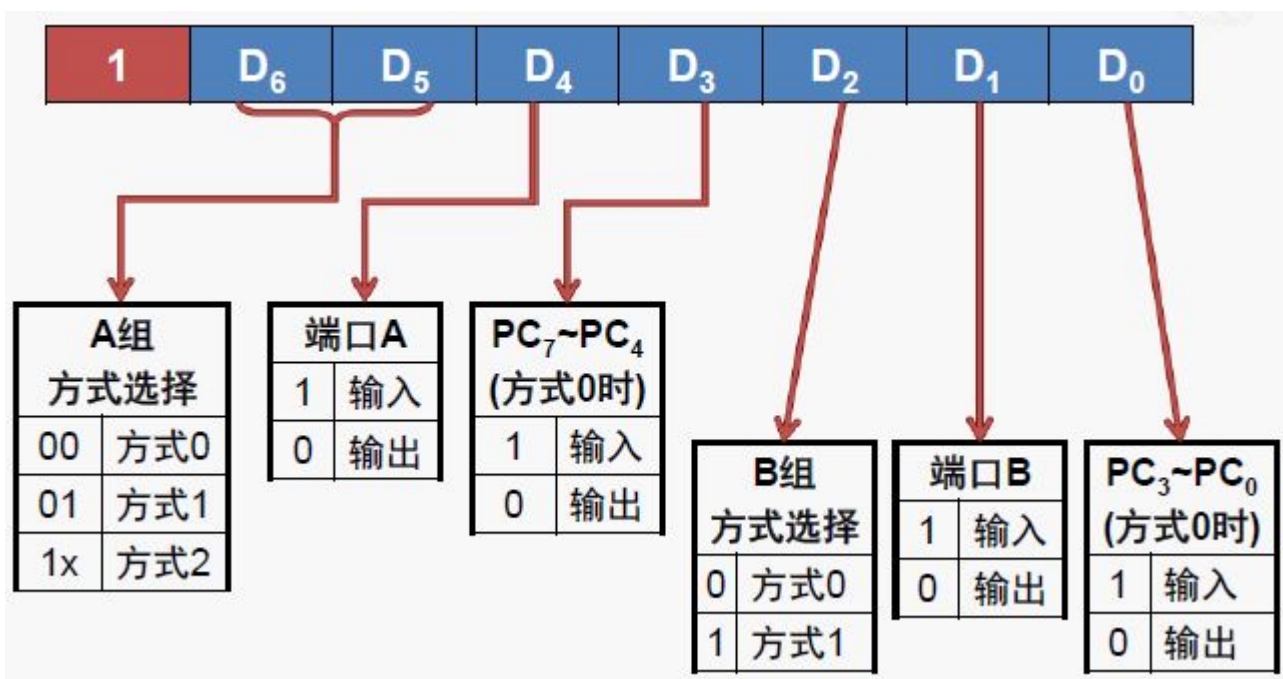 1 D₆ D₅ D₄ D₃ D₂ D₁ D₀
A组
方式选择
00 方式0
01 方式1
1x 方式2
端口A
1 输入
0 输出
PC₇~PC₄
(方式0时)
1 输入
0 输出
B组
方式选择
0 方式0
1 方式1
端口B
1 输入
0 输出
PC₃~PC₀
(方式0时)
1 输入
0 输出